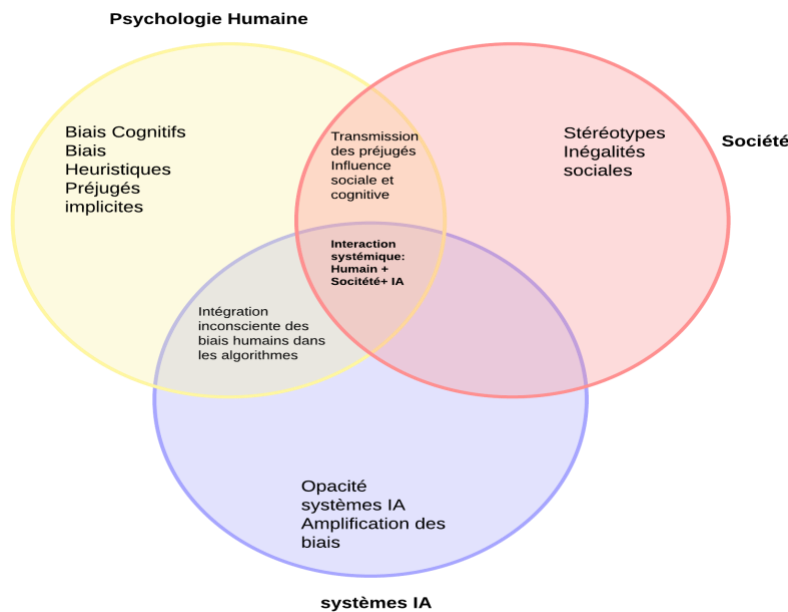 Psychologie Humaine
Biais Cognitifs
Biais
Heuristiques
Préjugés
implicites
Transmission
des préjugés
Influence
sociale et
cognitive
Stéréotypes
Inégalités
sociales
Société
Interaction
systémique:
Humain +
Socitété+ IA
Intégration
inconsciente des
biais humains dans
les algorithmes
Opacité
systèmes IA
Amplification des
biais
systèmes IA